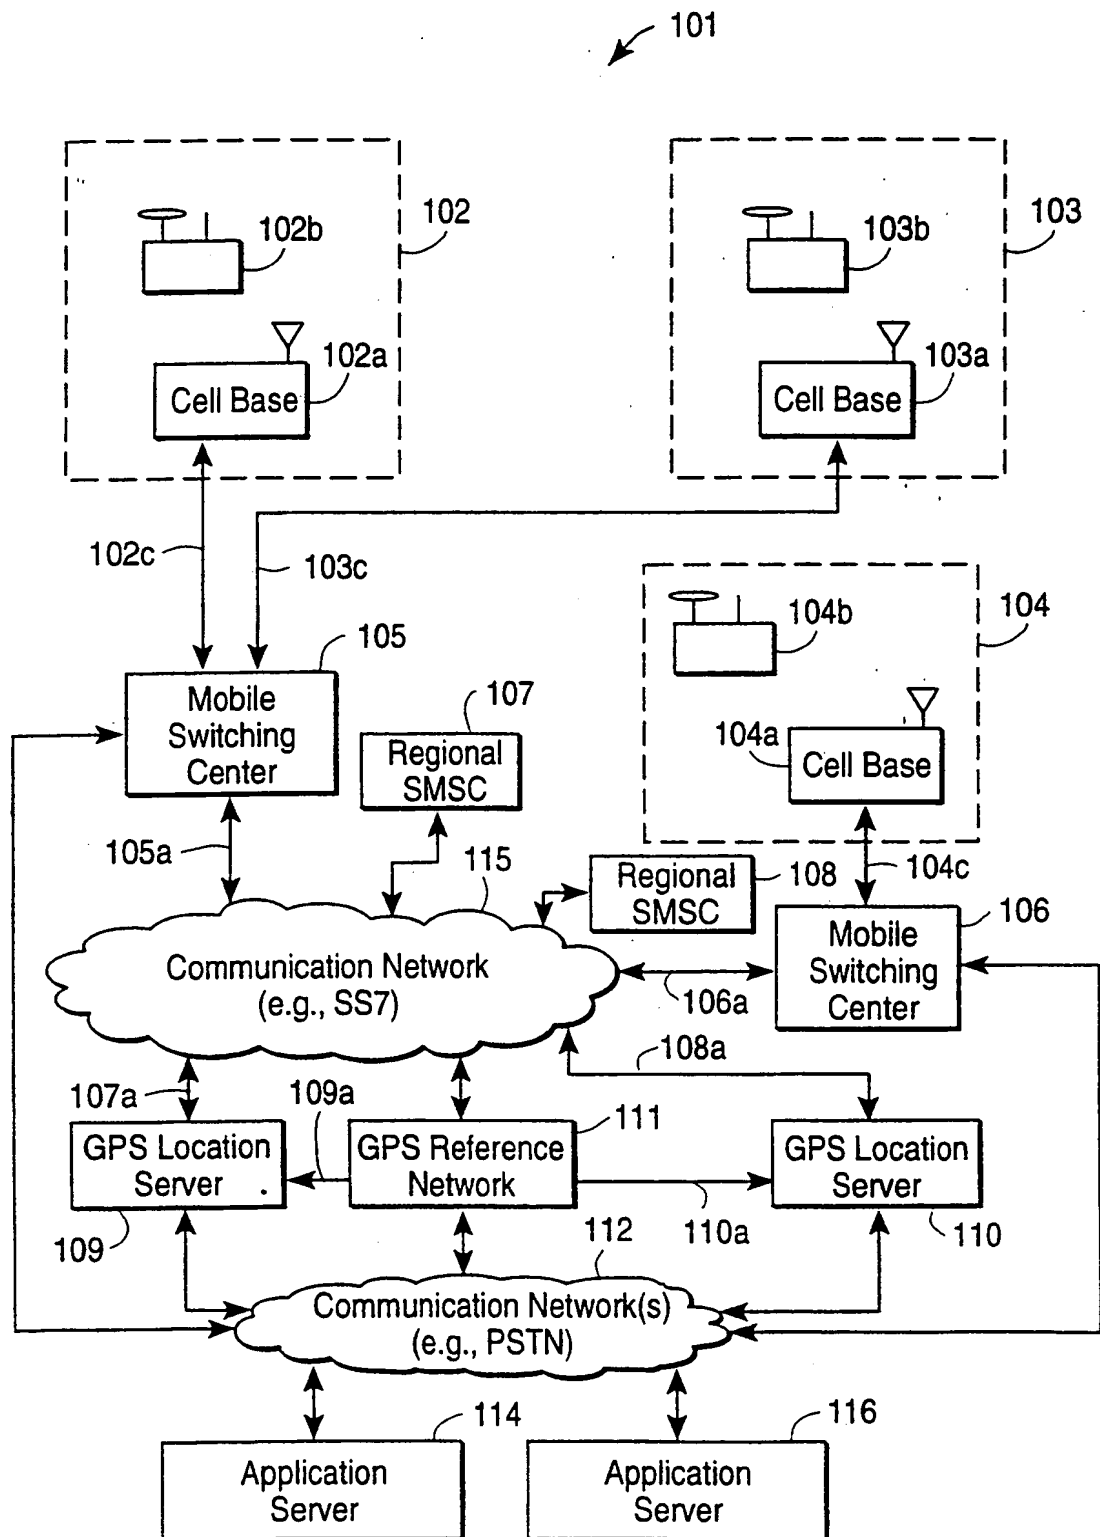 101
102
102b
102a
Cell Base
103
103b
103a
Cell Base
102c
103c
104
104b
104a
Cell Base
104c
105
Mobile
Switching
Center
107
Regional
SMSC
105a
115
Regional
SMSC
108
106
Mobile
Switching
Center
Communication Network
(e.g., SS7)
106a
108a
107a
109a
111
GPS Location
Server
GPS Reference
Network
GPS Location
Server
109
112
110a
110
Communication Network(s)
(e.g., PSTN)
114
116
Application
Server
Application
Server